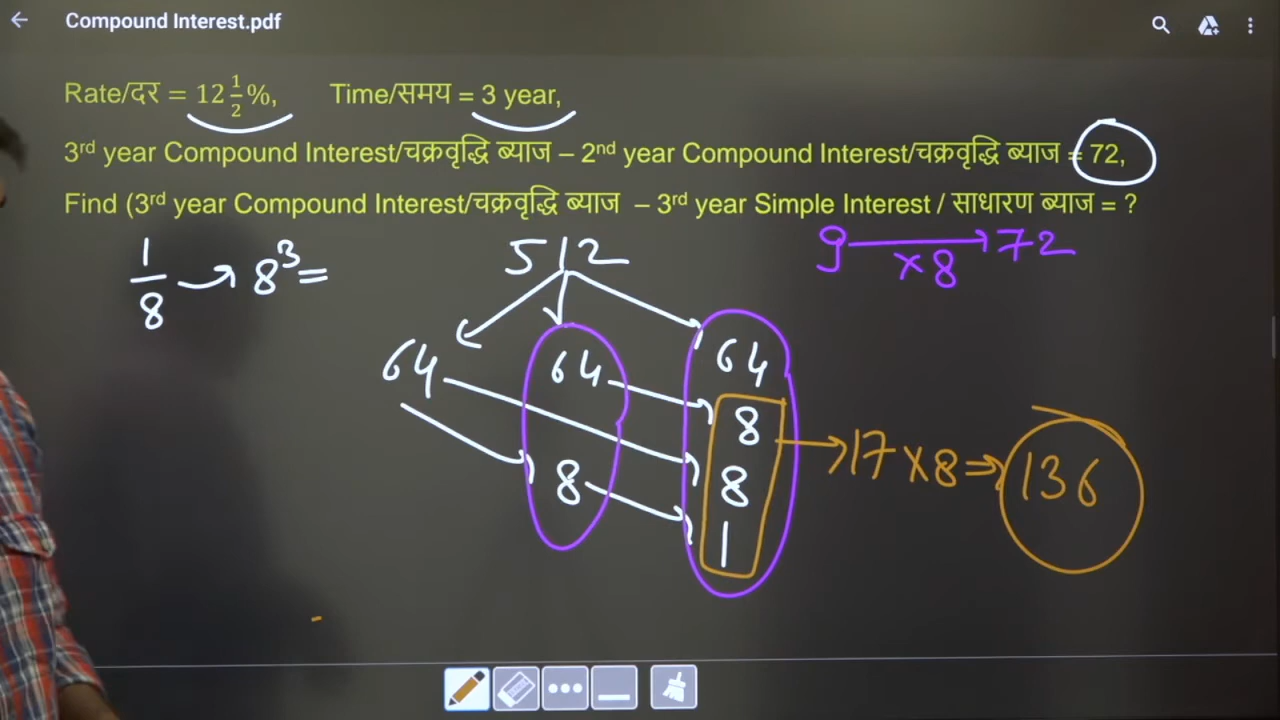 Compound Interest.pdf
Rate/दर = 12 1/2 %, Time/समय = 3 year,
3rd year Compound Interest/चक्रवृद्धि ब्याज – 2nd year Compound Interest/चक्रवृद्धि ब्याज = 72,
Find (3rd year Compound Interest/चक्रवृद्धि ब्याज – 3rd year Simple Interest / साधारण ब्याज = ?
1/8 → 8³ =
512
9 → 72
×8
64 64 64
8
8 8
1
17 × 8 ⇒ 136